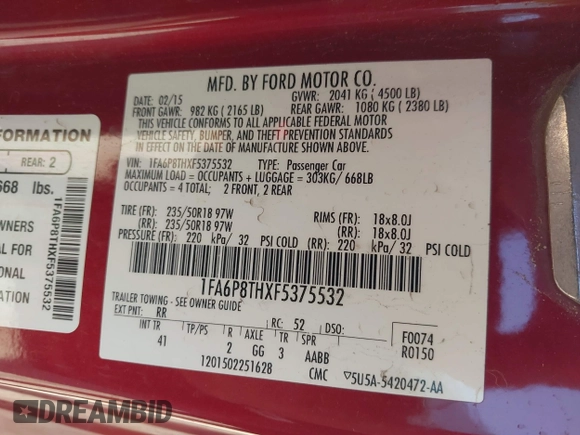 MFD. BY FORD MOTOR CO.
DATE: 02/15 GVWR: 2041 KG ( 4500 LB)
FRONT GAWR: 982 KG ( 2165 LB) REAR GAWR: 1080 KG ( 2380 LB)
THIS VEHICLE CONFORMS TO ALL APPLICABLE FEDERAL MOTOR
VEHICLE SAFETY, BUMPER, AND THEFT PREVENTION STANDARDS
IN EFFECT ON THE DATE OF MANUFACTURE SHOWN ABOVE.
VIN: 1FA6P8THXF5375532 TYPE: Passenger Car
MAXIMUM LOAD = OCCUPANTS + LUGGAGE = 303KG/ 668LB
OCCUPANTS = 4 TOTAL; 2 FRONT, 2 REAR
TIRE (FR): 235/50R18 97W RIMS (FR): 18x8.0J
(RR): 235/50R18 97W (RR): 18x8.0J
PRESSURE (FR): 220 kPa/ 32 PSI COLD (RR): 220 kPa/ 32 PSI COLD
1FA6P8THXF5375532
TRAILER TOWING - SEE OWNER GUIDE
EXT PNT: RR RC: 52 DSO: F0074
INT TR TP/PS R AXLE TR SPR R0150
41 2 GG 3 AABB
1201502251628 CMC 5U5A-5420472-AA
FORMATION
REAR: 2
668 lbs.
OWNERS
AL FOR
IONAL
ATION
1FA6P8THXF5375532
DREAMBID